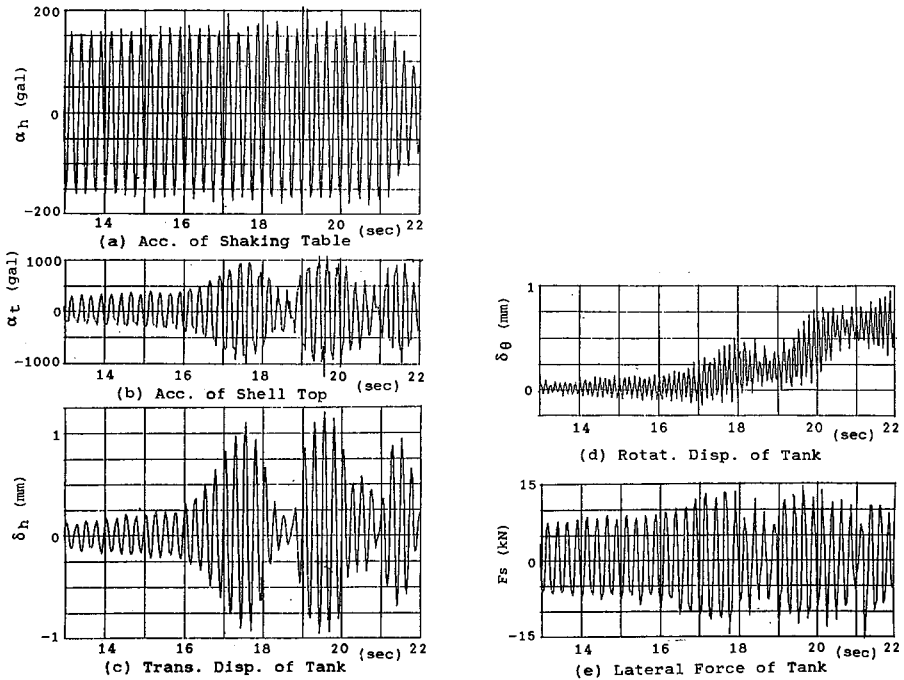 200
αh (gal)
0
-200
14 16 18 20 (sec) 22
(a) Acc. of Shaking Table
1000
αt (gal)
0
-1000
14 16 18 20 (sec) 22
(b) Acc. of Shell Top
1
δh (mm)
0
-1
14 16 18 20 (sec) 22
(c) Trans. Disp. of Tank
1
δθ (mm)
0
14 16 18 20 (sec) 22
(d) Rotat. Disp. of Tank
15
Fs (kN)
0
-15
14 16 18 20 (sec) 22
(e) Lateral Force of Tank